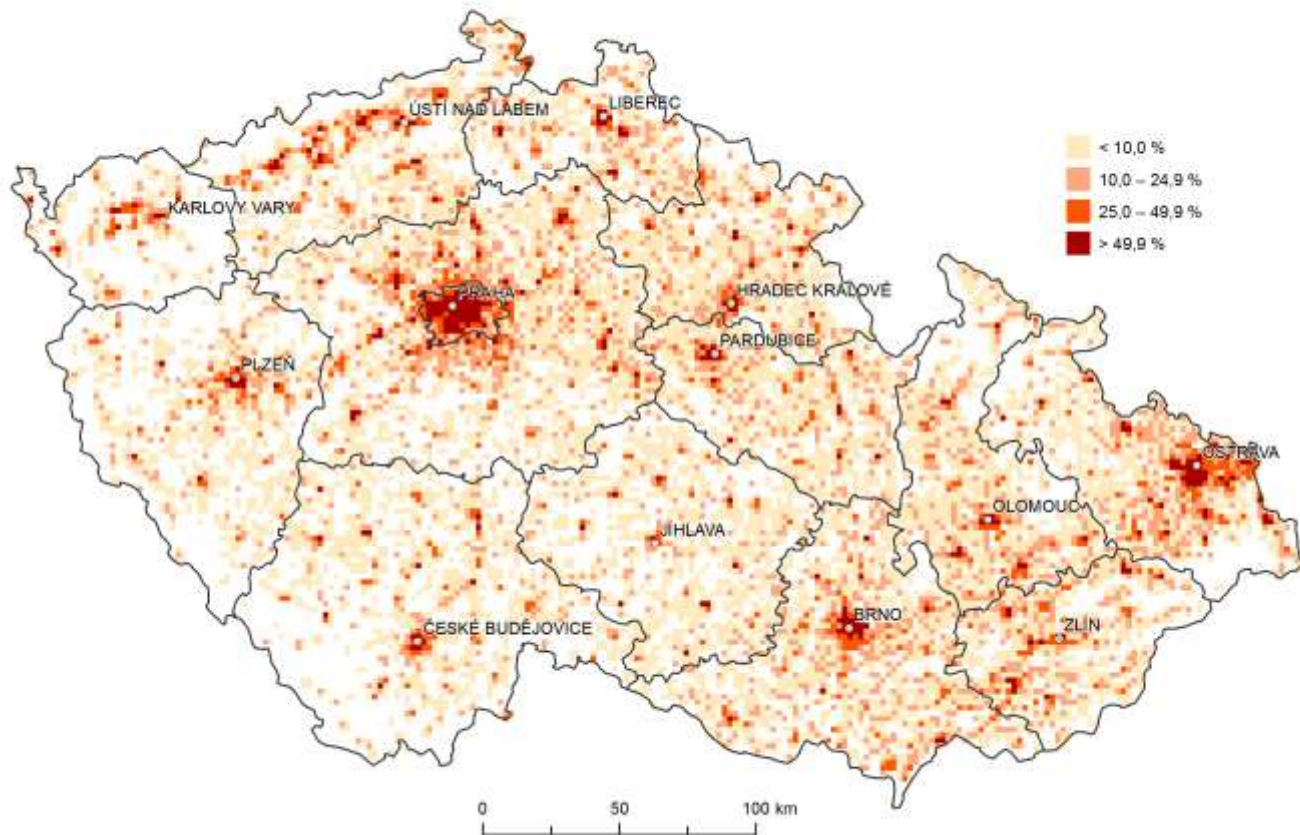 ÚSTÍ NAD LABEM
LIBEREC
KARLOVY VARY
PRAHA
HRADEC KRÁLOVÉ
PARDUBICE
PLZEŇ
OSTRAVA
OLOMOUC
JIHLAVA
BRNO
ZLÍN
ČESKÉ BUDĚJOVICE
< 10,0 %
10,0 – 24,9 %
25,0 – 49,9 %
> 49,9 %
0 50 100 km